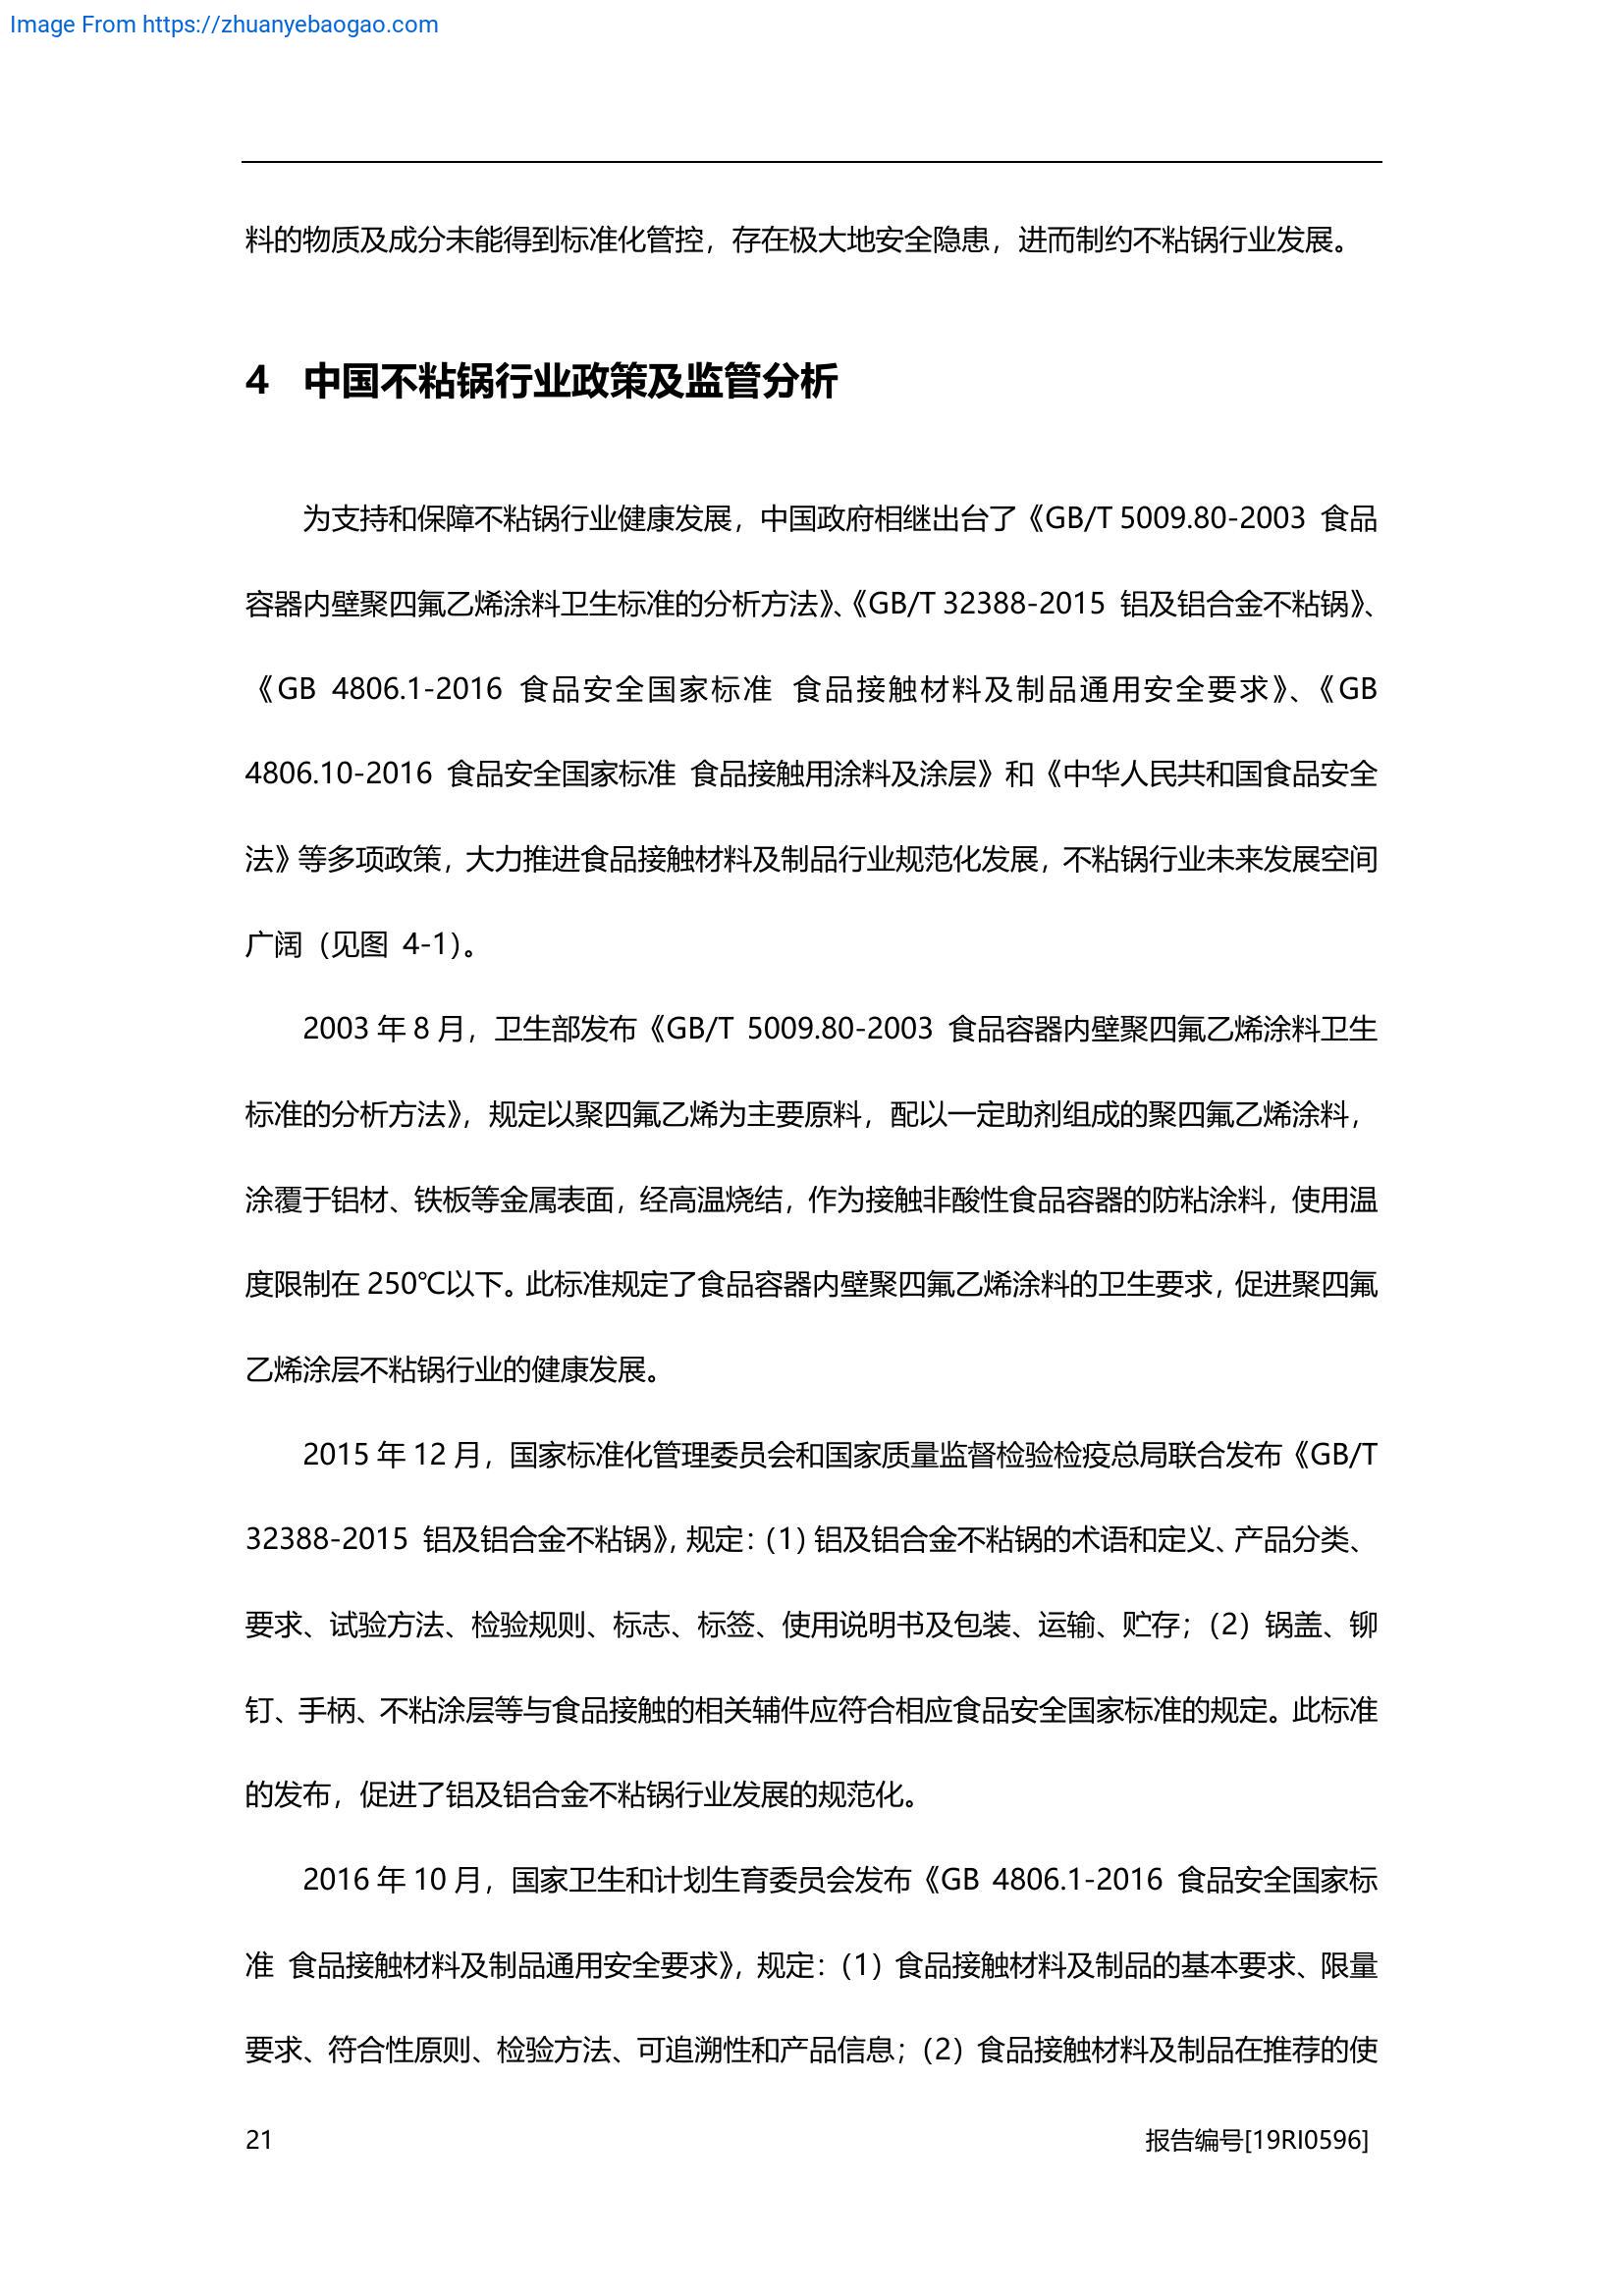 Image From https://zhuanyebaogao.com
料的物质及成分未能得到标准化管控，存在极大地安全隐患，进而制约不粘锅行业发展。
4 中国不粘锅行业政策及监管分析
为支持和保障不粘锅行业健康发展，中国政府相继出台了《GB/T 5009.80-2003 食品
容器内壁聚四氟乙烯涂料卫生标准的分析方法》、《GB/T 32388-2015 铝及铝合金不粘锅》、
《GB 4806.1-2016 食品安全国家标准 食品接触材料及制品通用安全要求》、《GB
4806.10-2016 食品安全国家标准 食品接触用涂料及涂层》和《中华人民共和国食品安全
法》等多项政策，大力推进食品接触材料及制品行业规范化发展，不粘锅行业未来发展空间
广阔（见图 4-1）。
2003 年 8 月，卫生部发布《GB/T 5009.80-2003 食品容器内壁聚四氟乙烯涂料卫生
标准的分析方法》，规定以聚四氟乙烯为主要原料，配以一定助剂组成的聚四氟乙烯涂料，
涂覆于铝材、铁板等金属表面，经高温烧结，作为接触非酸性食品容器的防粘涂料，使用温
度限制在 250℃以下。此标准规定了食品容器内壁聚四氟乙烯涂料的卫生要求，促进聚四氟
乙烯涂层不粘锅行业的健康发展。
2015 年 12 月，国家标准化管理委员会和国家质量监督检验检疫总局联合发布《GB/T
32388-2015 铝及铝合金不粘锅》，规定：（1）铝及铝合金不粘锅的术语和定义、产品分类、
要求、试验方法、检验规则、标志、标签、使用说明书及包装、运输、贮存；（2）锅盖、铆
钉、手柄、不粘涂层等与食品接触的相关辅件应符合相应食品安全国家标准的规定。此标准
的发布，促进了铝及铝合金不粘锅行业发展的规范化。
2016 年 10 月，国家卫生和计划生育委员会发布《GB 4806.1-2016 食品安全国家标
准 食品接触材料及制品通用安全要求》，规定：（1）食品接触材料及制品的基本要求、限量
要求、符合性原则、检验方法、可追溯性和产品信息；（2）食品接触材料及制品在推荐的使
21 报告编号[19RI0596]